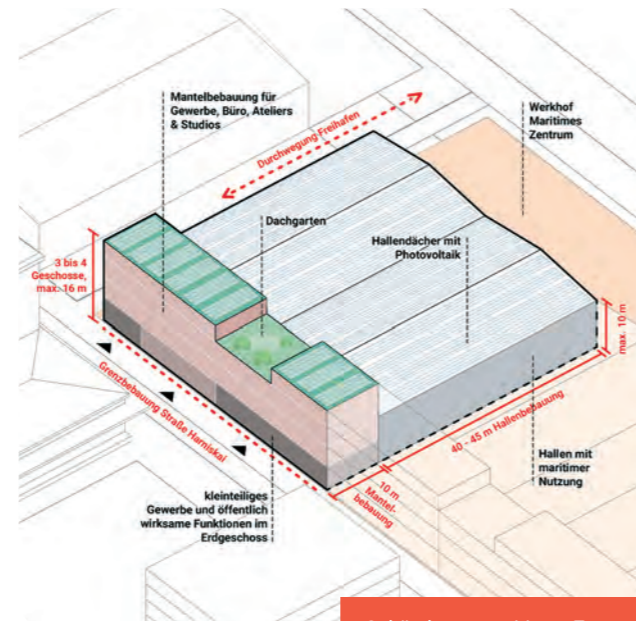 Mantelbebauung für
Gewerbe, Büro, Ateliers
& Studios
Durchwegung Freihafen
Werkhof
Maritimes
Zentrum
Dachgarten
Hallendächer mit
Photovoltaik
3 bis 4
Geschosse,
max. 16 m
max. 10 m
Grenzbebauung Straße Harniskai
40 - 45 m Hallenbebauung
10 m
Mantel-
bebauung
Hallen mit
maritimer
Nutzung
kleinteiliges
Gewerbe und öffentlich
wirksame Funktionen im
Erdgeschoss